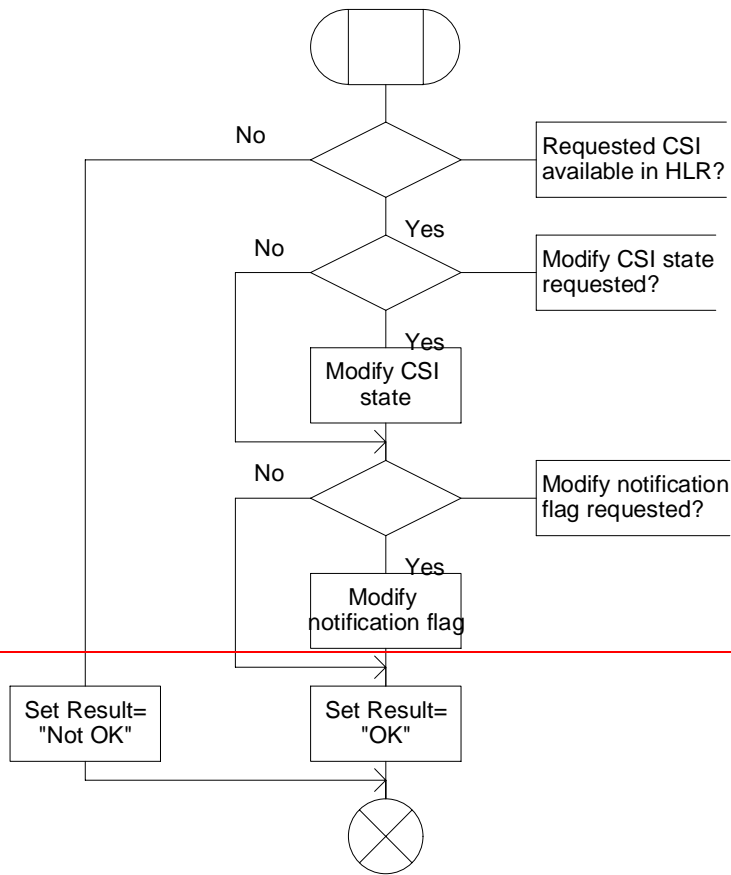 No
Requested CSI
available in HLR?
Yes
No
Modify CSI state
requested?
Yes
Modify CSI
state
No
Modify notification
flag requested?
Yes
Modify
notification flag
Set Result=
"Not OK"
Set Result=
"OK"